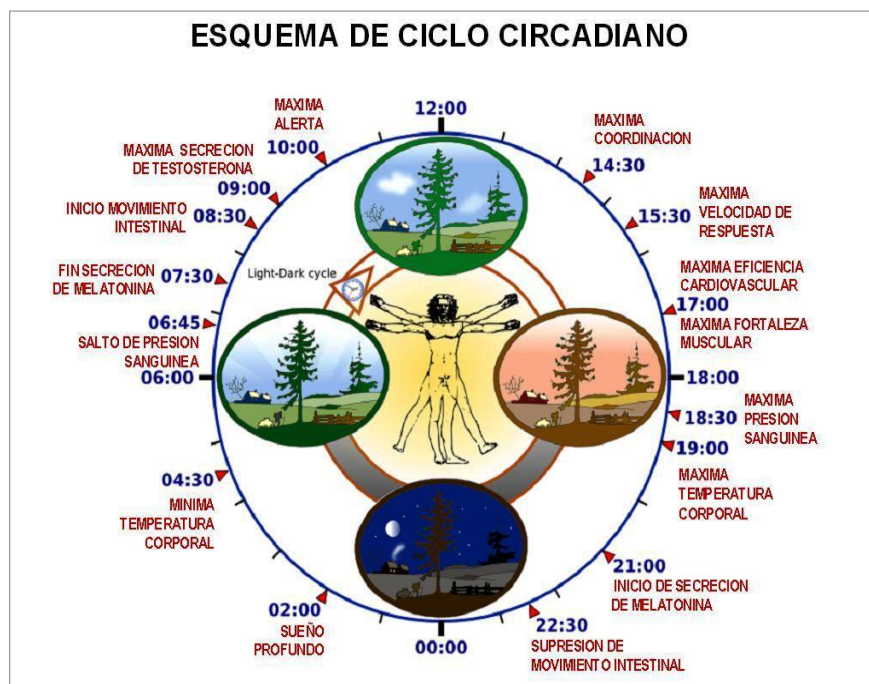 ESQUEMA DE CICLO CIRCADIANO
12:00
MAXIMA
COORDINACION
14:30
MAXIMA
VELOCIDAD DE
RESPUESTA
15:30
MAXIMA EFICIENCIA
CARDIOVASCULAR
17:00
MAXIMA FORTALEZA
MUSCULAR
18:00
18:30
MAXIMA
PRESION
SANGUINEA
19:00
MAXIMA
TEMPERATURA
CORPORAL
21:00
INICIO DE SECRECION
DE MELATONINA
22:30
SUPRESION DE
MOVIMIENTO INTESTINAL
00:00
02:00
SUEÑO
PROFUNDO
04:30
MINIMA
TEMPERATURA
CORPORAL
06:00
06:45
SALTO DE PRESION
SANGUINEA
FIN SECRECION
DE MELATONINA
07:30
INICIO MOVIMIENTO
INTESTINAL
08:30
MAXIMA SECRECION
DE TESTOSTERONA
09:00
MAXIMA
ALERTA
10:00
Light-Dark cycle